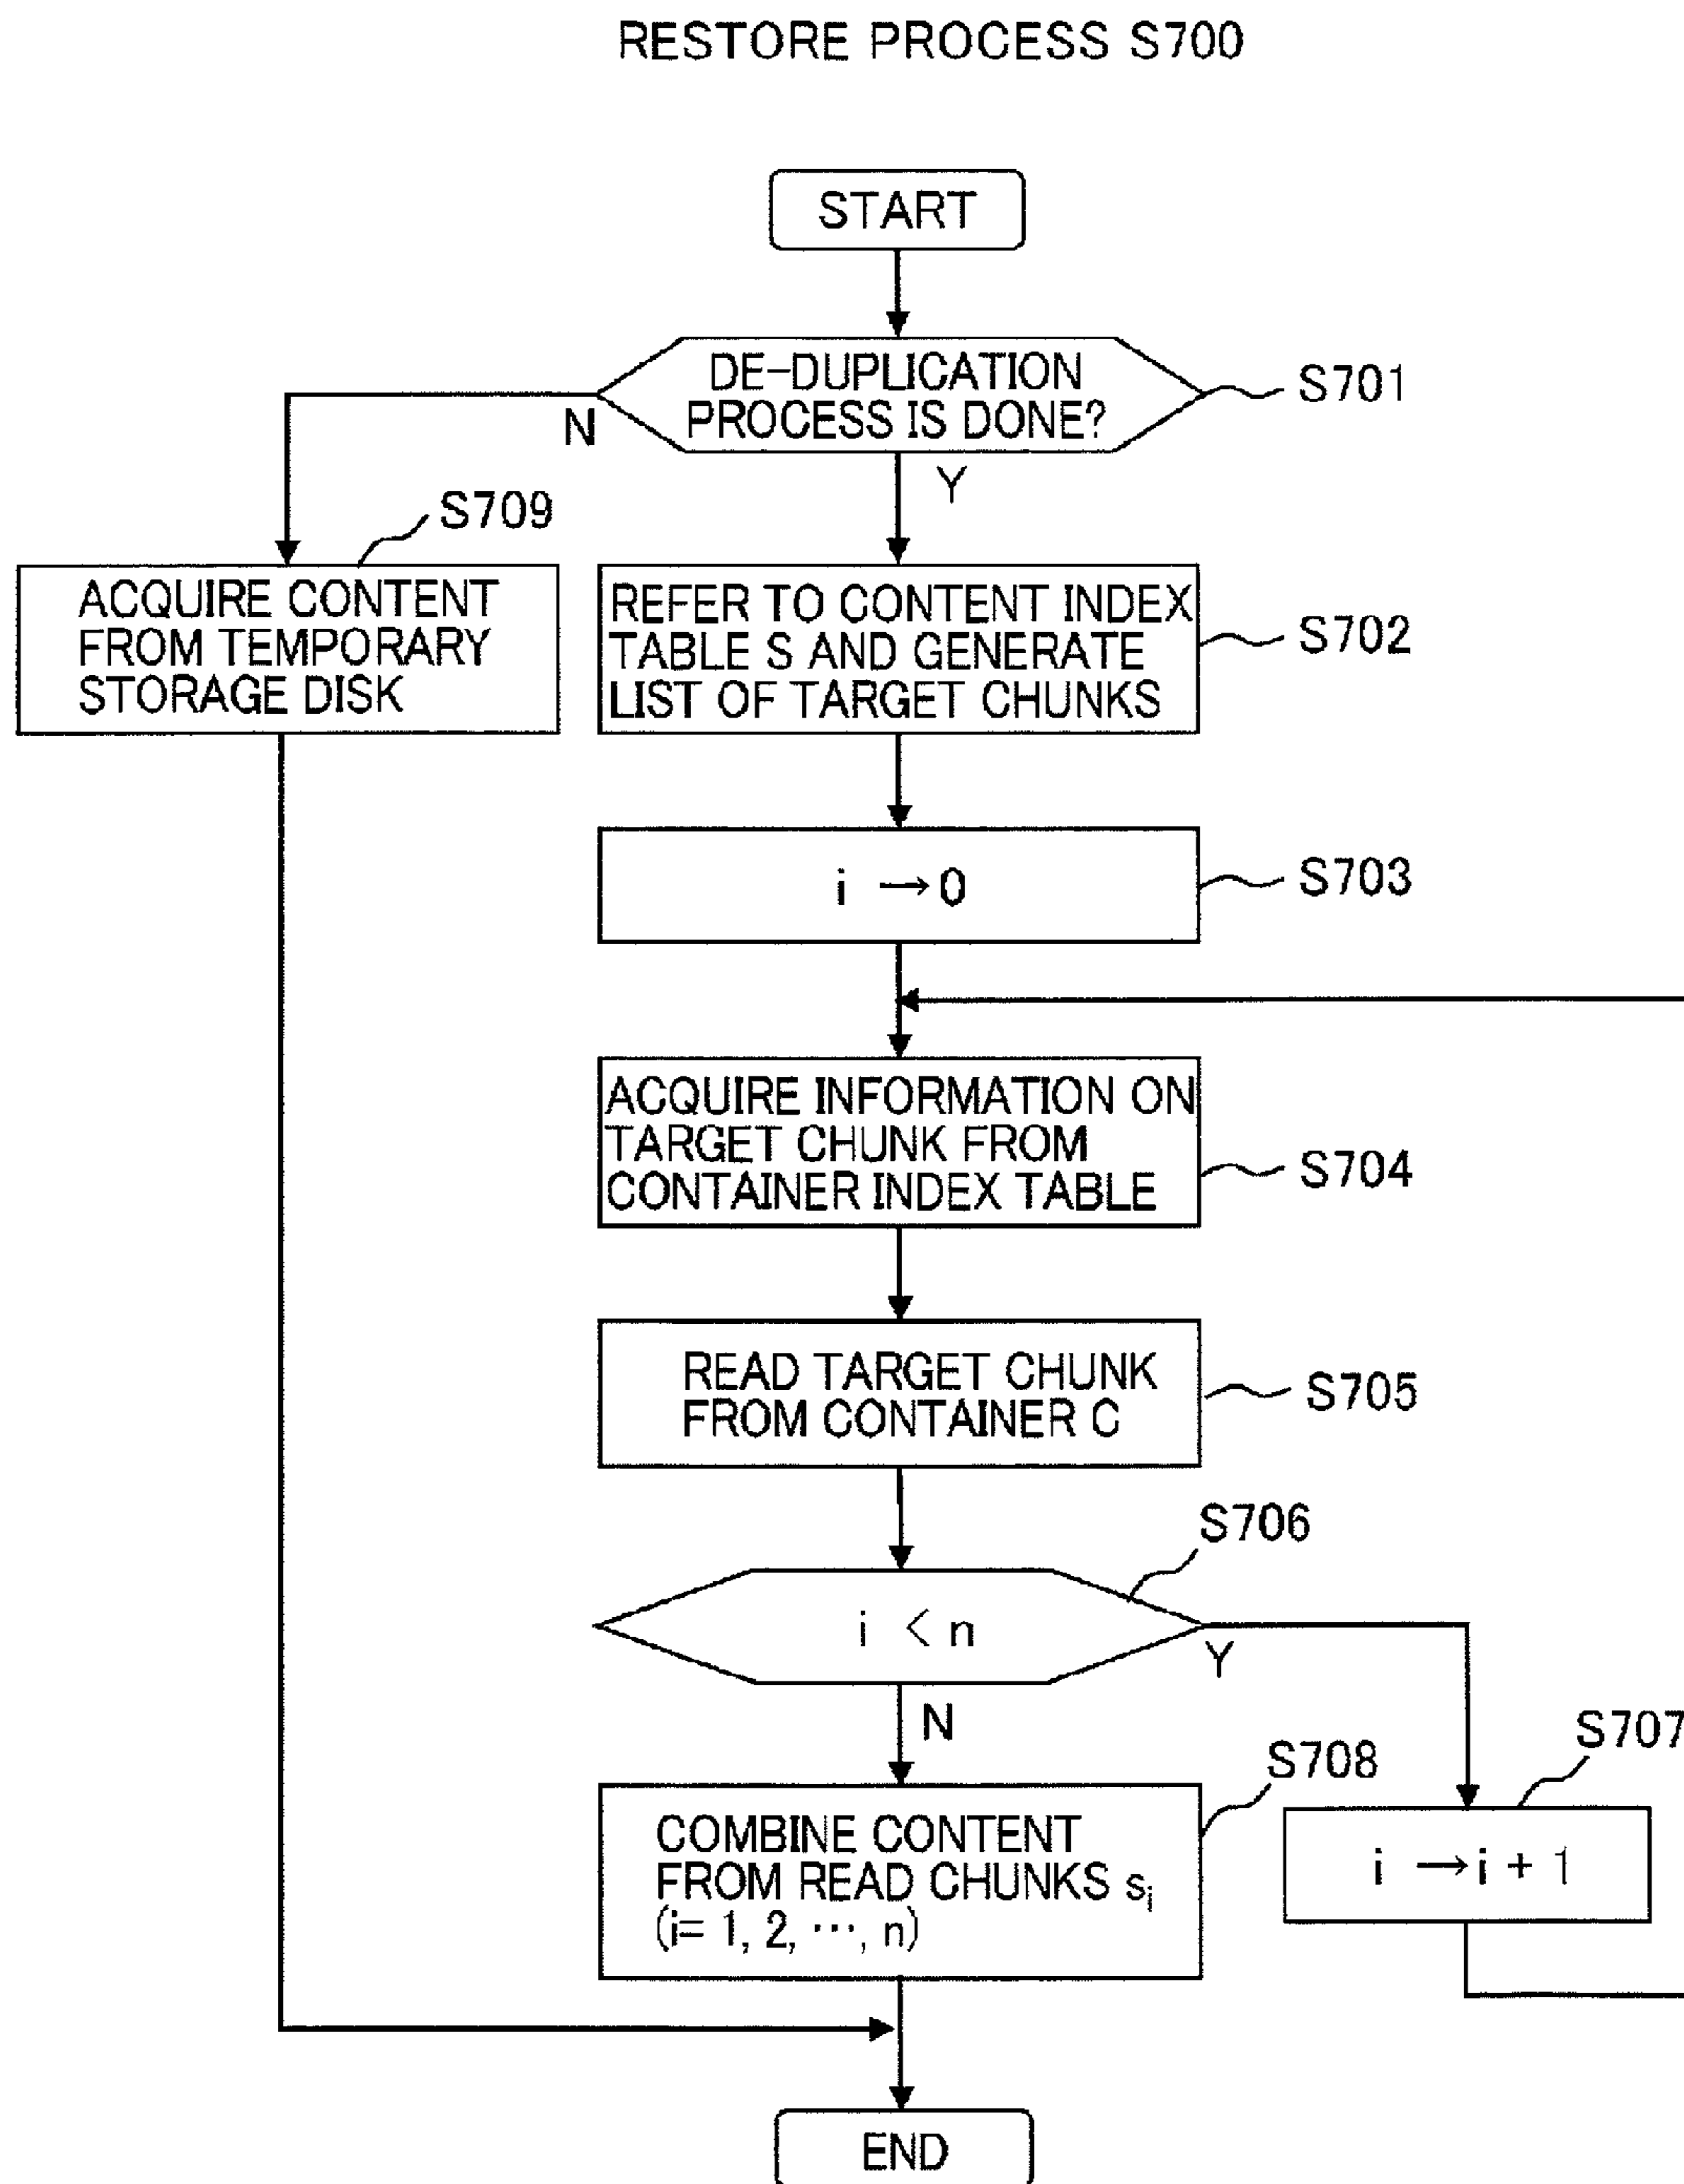 RESTORE PROCESS S700
START
DE-DUPLICATION
PROCESS IS DONE?
S701
N
Y
S709
ACQUIRE CONTENT
FROM TEMPORARY
STORAGE DISK
REFER TO CONTENT INDEX
TABLE S AND GENERATE
LIST OF TARGET CHUNKS
S702
i →0
S703
ACQUIRE INFORMATION ON
TARGET CHUNK FROM
CONTAINER INDEX TABLE
S704
READ TARGET CHUNK
FROM CONTAINER C
S705
S706
i < n
Y
N
S708
COMBINE CONTENT
FROM READ CHUNKS sᵢ
(i= 1, 2, ⋯, n)
S707
i →i + 1
END